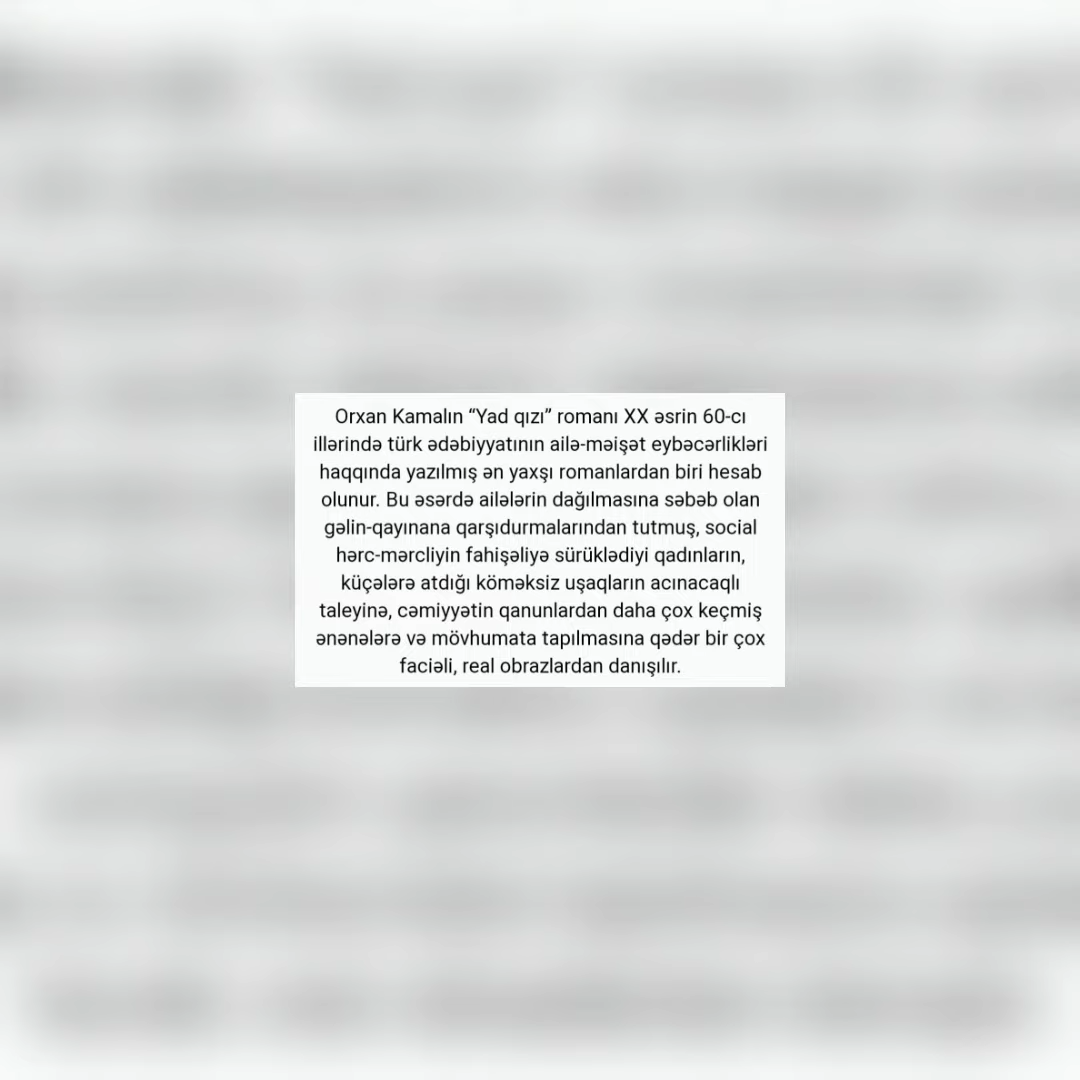 Orxan Kamalın “Yad qızı” romanı XX əsrin 60-cı
illərində türk ədəbiyyatının ailə-məişət eybəcərlikləri
haqqında yazılmış ən yaxşı romanlardan biri hesab
olunur. Bu əsərdə ailələrin dağılmasına səbəb olan
gəlin-qayınana qarşıdurmalarından tutmuş, social
hərc-mərcliyin fahişəliyə sürüklədiyi qadınların,
küçələrə atdığı köməksiz uşaqların acınacaqlı
taleyinə, cəmiyyətin qanunlardan daha çox keçmiş
ənənələrə və mövhumata tapılmasına qədər bir çox
faciəli, real obrazlardan danışılır.